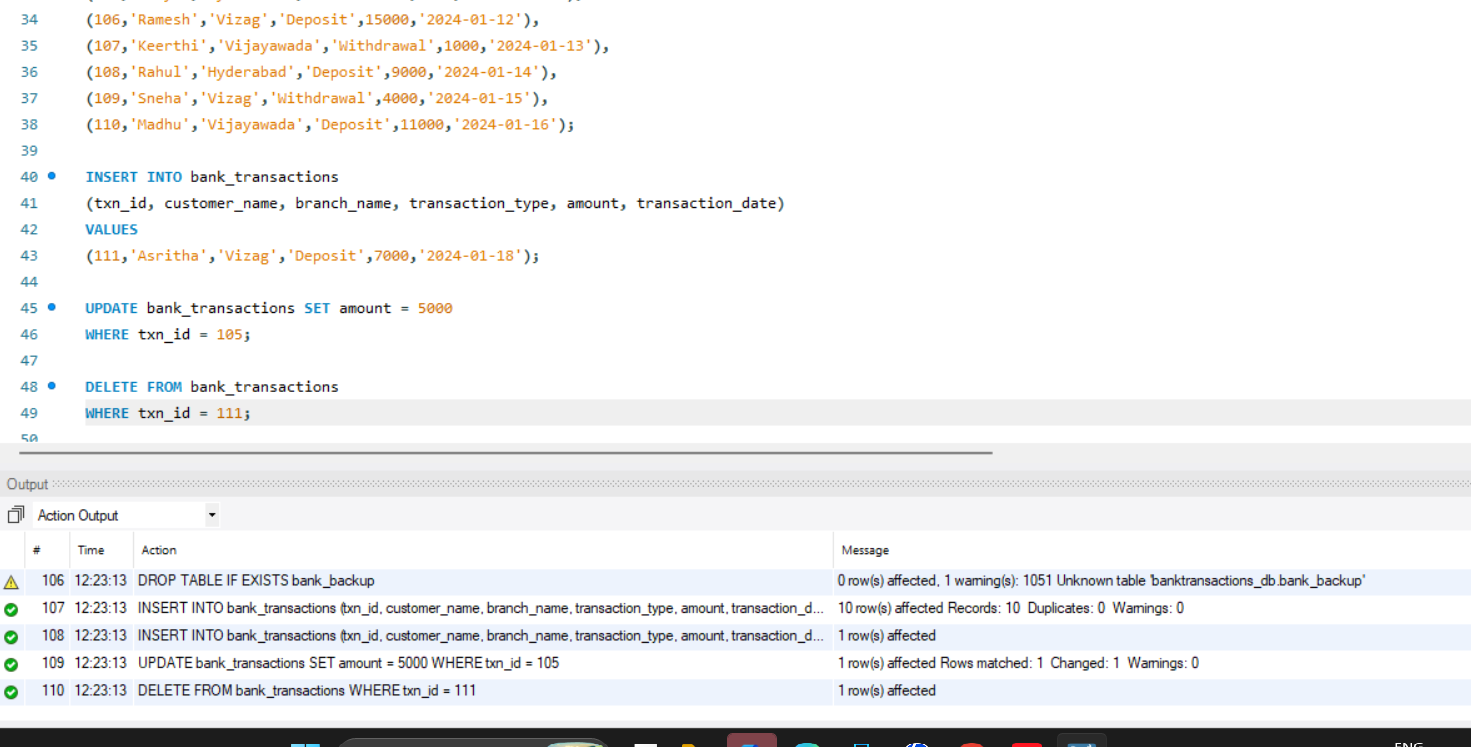 34 (106,'Ramesh','Vizag','Deposit',15000,'2024-01-12'),
35 (107,'Keerthi','Vijayawada','Withdrawal',1000,'2024-01-13'),
36 (108,'Rahul','Hyderabad','Deposit',9000,'2024-01-14'),
37 (109,'Sneha','Vizag','Withdrawal',4000,'2024-01-15'),
38 (110,'Madhu','Vijayawada','Deposit',11000,'2024-01-16');
39
40 INSERT INTO bank_transactions
41 (txn_id, customer_name, branch_name, transaction_type, amount, transaction_date)
42 VALUES
43 (111,'Asritha','Vizag','Deposit',7000,'2024-01-18');
44
45 UPDATE bank_transactions SET amount = 5000
46 WHERE txn_id = 105;
47
48 DELETE FROM bank_transactions
49 WHERE txn_id = 111;
50
Output
Action Output
# Time Action Message
106 12:23:13 DROP TABLE IF EXISTS bank_backup 0 row(s) affected, 1 warning(s): 1051 Unknown table 'banktransactions_db.bank_backup'
107 12:23:13 INSERT INTO bank_transactions (txn_id, customer_name, branch_name, transaction_type, amount, transaction_d... 10 row(s) affected Records: 10 Duplicates: 0 Warnings: 0
108 12:23:13 INSERT INTO bank_transactions (txn_id, customer_name, branch_name, transaction_type, amount, transaction_d... 1 row(s) affected
109 12:23:13 UPDATE bank_transactions SET amount = 5000 WHERE txn_id = 105 1 row(s) affected Rows matched: 1 Changed: 1 Warnings: 0
110 12:23:13 DELETE FROM bank_transactions WHERE txn_id = 111 1 row(s) affected
ENG